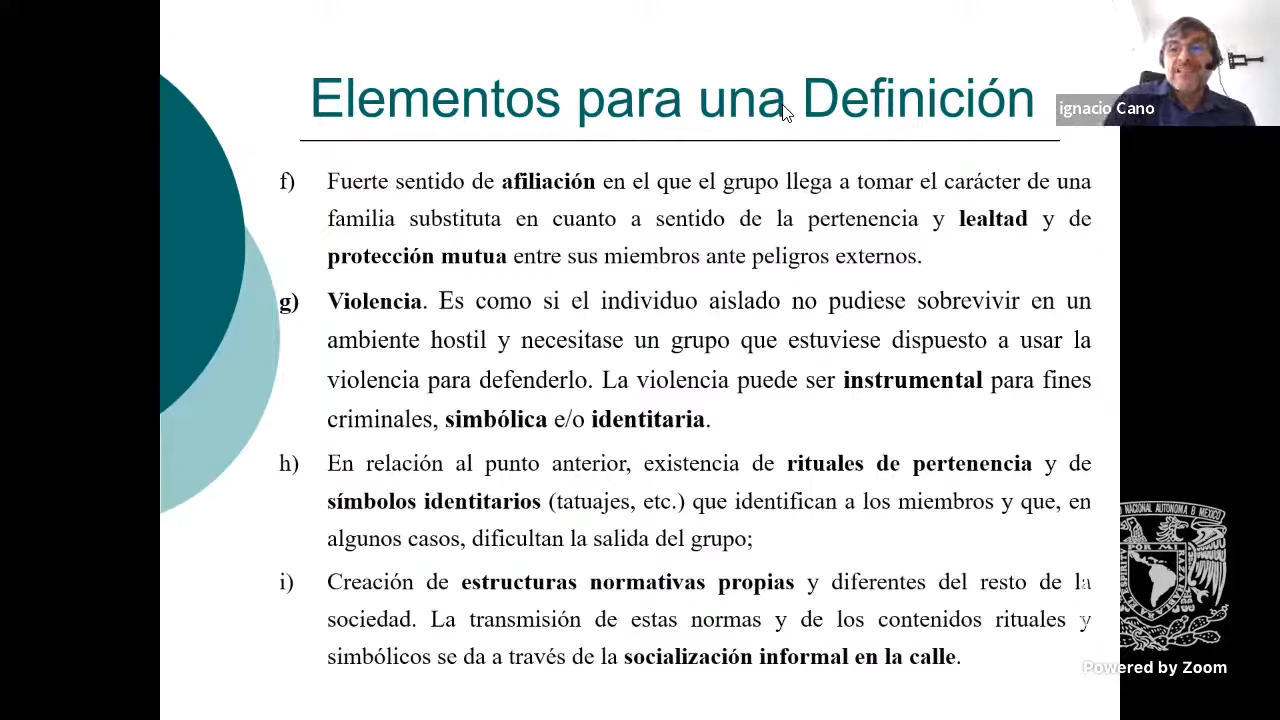 Elementos para una Definición
ignacio Cano
f) Fuerte sentido de afiliación en el que el grupo llega a tomar el carácter de una
familia substituta en cuanto a sentido de la pertenencia y lealtad y de
protección mutua entre sus miembros ante peligros externos.
g) Violencia. Es como si el individuo aislado no pudiese sobrevivir en un
ambiente hostil y necesitase un grupo que estuviese dispuesto a usar la
violencia para defenderlo. La violencia puede ser instrumental para fines
criminales, simbólica e/o identitaria.
h) En relación al punto anterior, existencia de rituales de pertenencia y de
símbolos identitarios (tatuajes, etc.) que identifican a los miembros y que, en
algunos casos, dificultan la salida del grupo;
i) Creación de estructuras normativas propias y diferentes del resto de la
sociedad. La transmisión de estas normas y de los contenidos rituales y
simbólicos se da a través de la socialización informal en la calle.
NACIONAL AUTONOMA
POR MI
Powered by Zoom